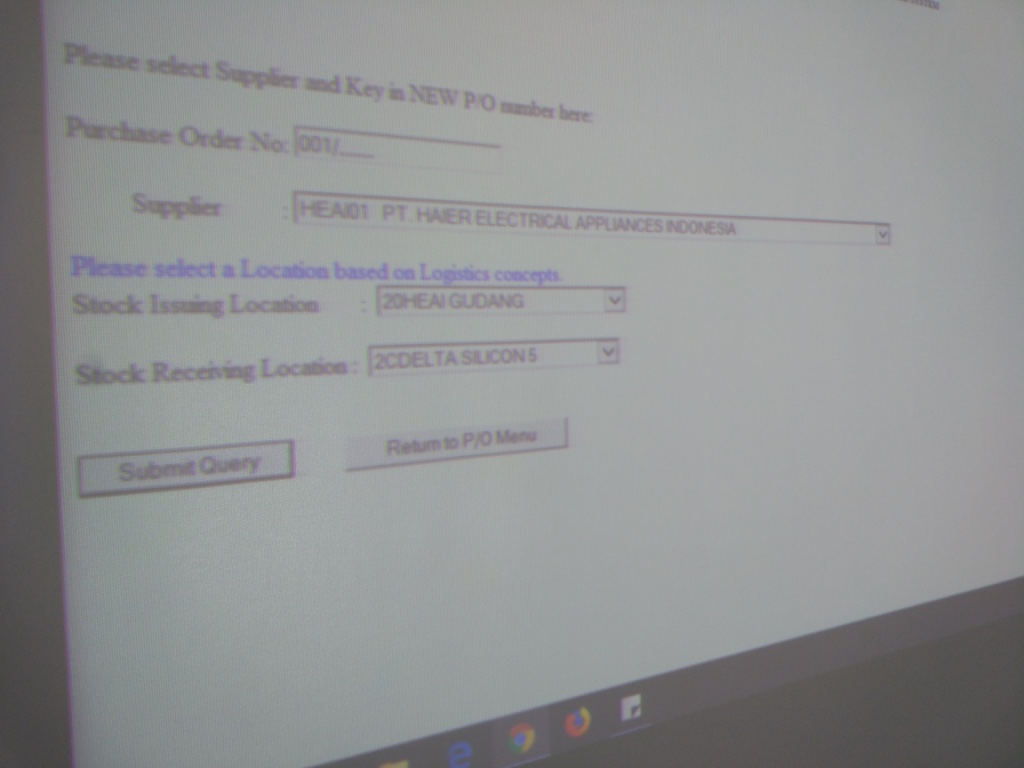 Please select Supplier and Key in NEW P/O number here:
Purchase Order No: 001/____
Supplier : HEAI01 PT. HAIER ELECTRICAL APPLIANCES INDONESIA
Please select a Location based on Logistics concepts.
Stock Issuing Location : 20HEAI GUDANG
Stock Receiving Location : 2CDELTA SILICON 5
Submit Query
Return to P/O Menu